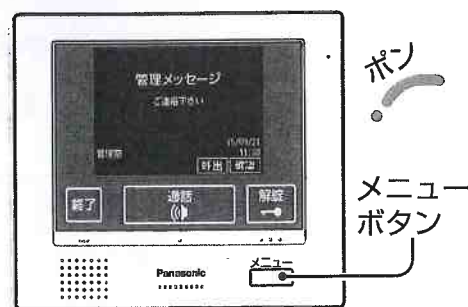 管理メッセージ
ご連絡下さい
15/09/21
11:30
管理室
呼出 確認
終了
通話
解錠
Panasonic
メニュー
ポン
メニュー
ボタン